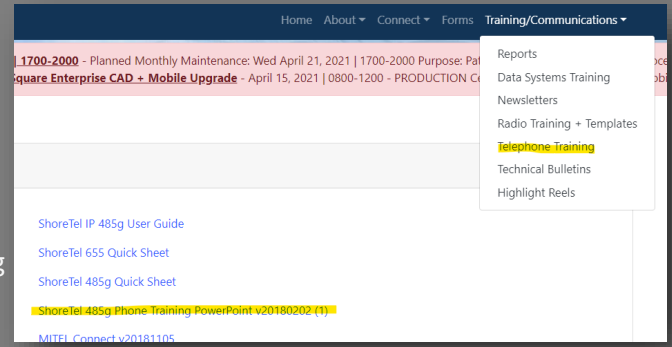 Home About Connect Forms Training/Communications
| 1700-2000 - Planned Monthly Maintenance: Wed April 21, 2021 | 1700-2000 Purpose: Pat
quare Enterprise CAD + Mobile Upgrade - April 15, 2021 | 0800-1200 - PRODUCTION Ce
Reports
Data Systems Training
Newsletters
Radio Training + Templates
Telephone Training
Technical Bulletins
Highlight Reels
ShoreTel IP 485g User Guide
ShoreTel 655 Quick Sheet
ShoreTel 485g Quick Sheet
ShoreTel 485g Phone Training PowerPoint v20180202 (1)
MITEL Connect v20181105